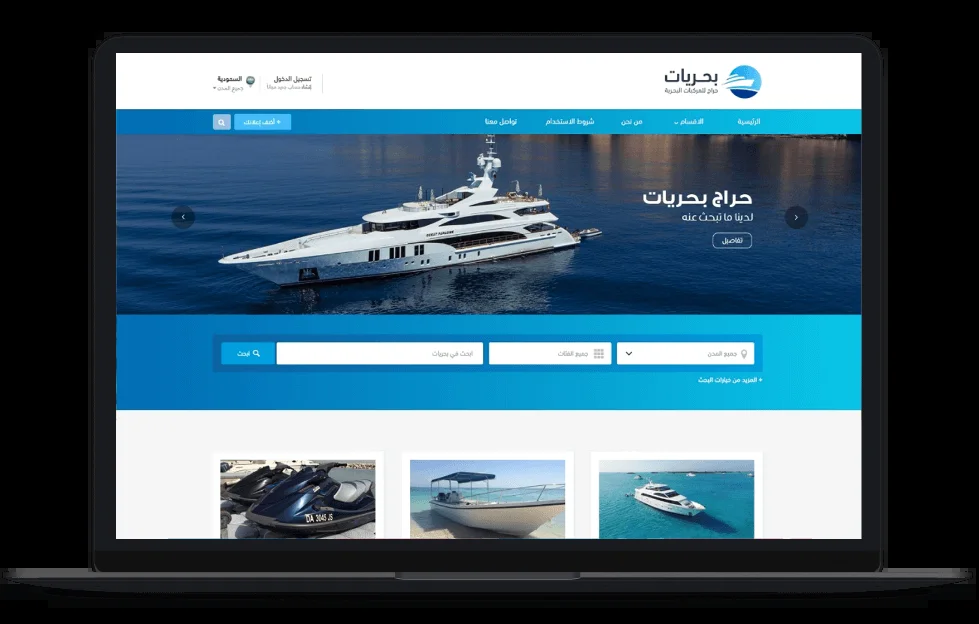 بحريات
حراج للمركبات البحرية
تسجيل الدخول
إنشاء حساب جديد مجانا
السعودية
جميع المدن
الرئيسية
الاقسام
من نحن
شروط الاستخدام
تواصل معنا
+ أضف إعلانك
حراج بحريات
لدينا ما تبحث عنه
تفاصيل
جميع المدن
جميع الفئات
ابحث في بحريات
ابحث
+ المزيد من خيارات البحث